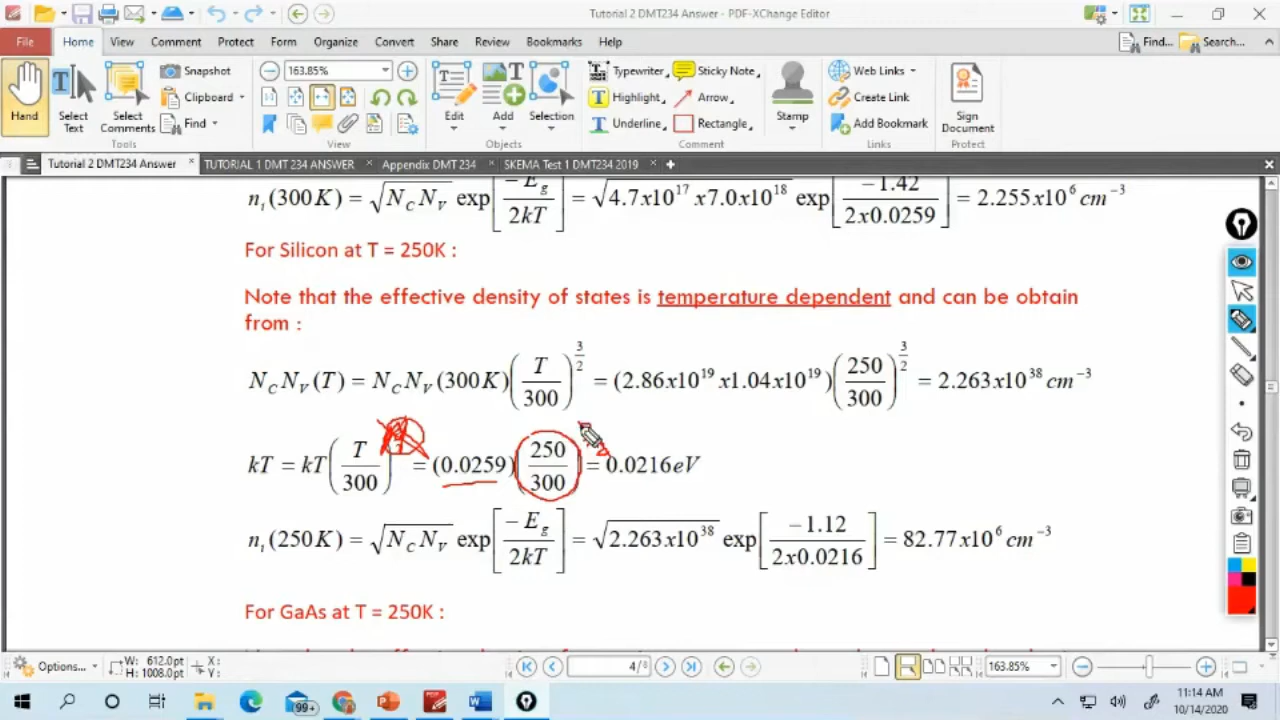 Tutorial 2 DMT234 Answer - PDF-XChange Editor
File Home View Comment Protect Form Organize Convert Share Review Bookmarks Help Find... Search...
Hand
Select Text
Select Comments
Snapshot
Clipboard
Find
Tools
163.85%
View
Edit
Add
Selection
Objects
Typewriter
Highlight
Underline
Sticky Note
Arrow
Rectangle
Comment
Stamp
Web Links
Create Link
Add Bookmark
Links
Sign Document
Protect
Tutorial 2 DMT234 Answer × TUTORIAL 1 DMT 234 ANSWER × Appendix DMT 234 × SKEMA Test 1 DMT234 2019 ×
n_i(300 K) = √(N_C N_V) exp[−E_g / 2kT] = √(4.7x10^17 x7.0x10^18) exp[−1.42 / 2x0.0259] = 2.255x10^6 cm^−3
For Silicon at T = 250K :
Note that the effective density of states is temperature dependent and can be obtain
from :
N_C N_V (T) = N_C N_V (300 K)(T/300)^(3/2) = (2.86x10^19 x1.04x10^19)(250/300)^(3/2) = 2.263x10^38 cm^−3
kT = kT(T/300) = (0.0259)(250/300) = 0.0216eV
n_i(250 K) = √(N_C N_V) exp[−E_g / 2kT] = √(2.263x10^38) exp[−1.12 / 2x0.0216] = 82.77x10^6 cm^−3
For GaAs at T = 250K :
Options... W: 612.0pt H: 1008.0pt X: Y: 4/ 163.85%
99+
11:14 AM
10/14/2020